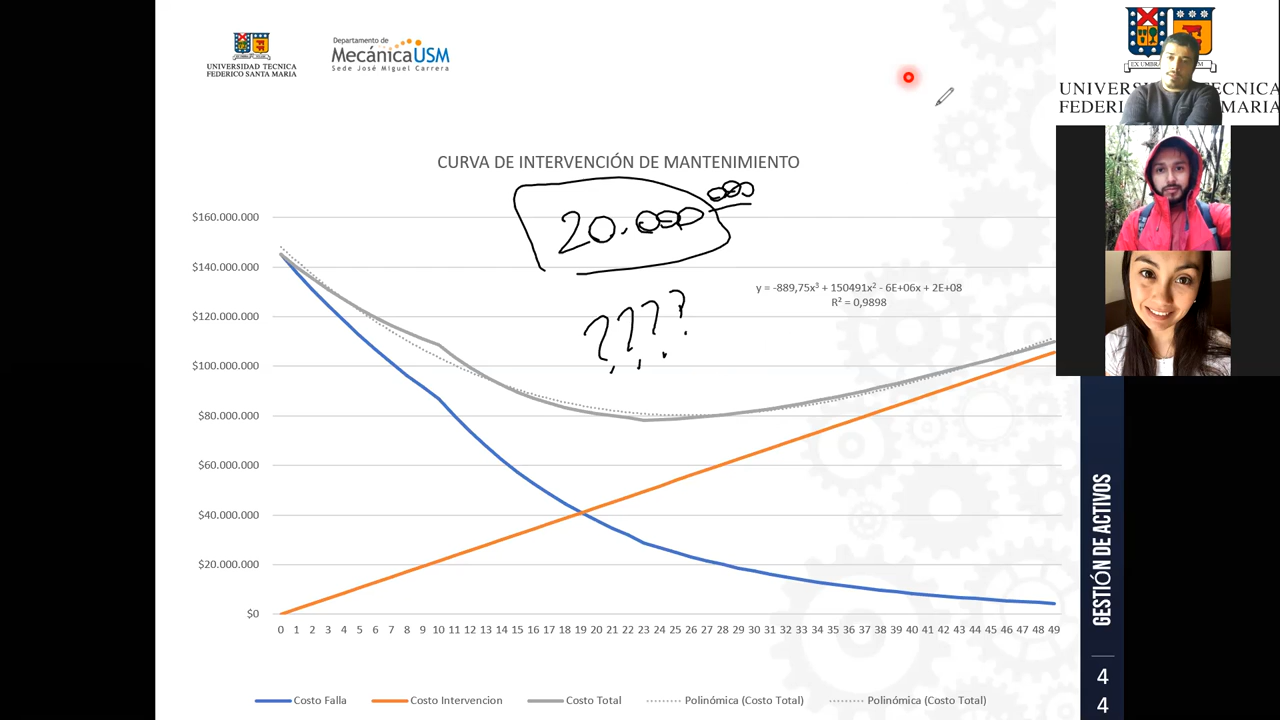 UNIVERSIDAD TECNICA
FEDERICO SANTA MARIA
Departamento de
MecánicaUSM
Sede José Miguel Carrera
EX UMBRA
UNIVERS TECNICA
FEDERIC MARIA
CURVA DE INTERVENCIÓN DE MANTENIMIENTO
20.000 000
????
y = -889,75x³ + 150491x² - 6E+06x + 2E+08
R² = 0,9898
$160.000.000
$140.000.000
$120.000.000
$100.000.000
$80.000.000
$60.000.000
$40.000.000
$20.000.000
$0
0 1 2 3 4 5 6 7 8 9 10 11 12 13 14 15 16 17 18 19 20 21 22 23 24 25 26 27 28 29 30 31 32 33 34 35 36 37 38 39 40 41 42 43 44 45 46 47 48 49
Costo Falla Costo Intervencion Costo Total Polinómica (Costo Total) Polinómica (Costo Total)
GESTIÓN DE ACTIVOS
4
4